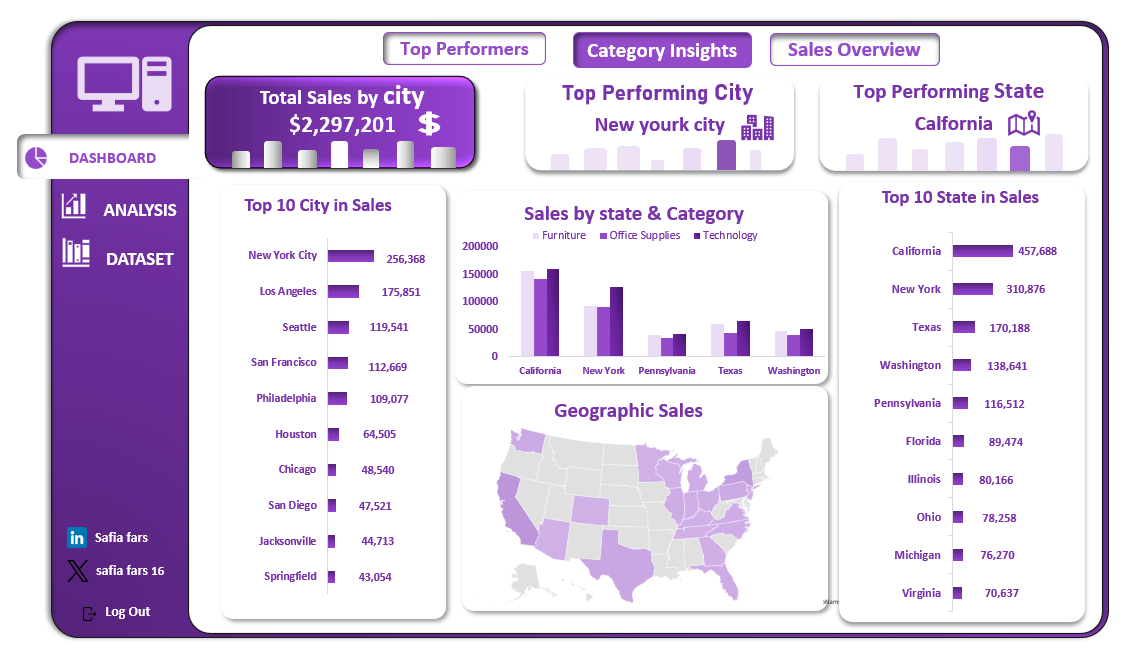 Top Performers
Category Insights
Sales Overview
Total Sales by city
$2,297,201 $
Top Performing City
New yourk city
Top Performing State
Calfornia
DASHBOARD
ANALYSIS
DATASET
in Safia fars
safia fars 16
Log Out
Top 10 City in Sales
New York City 256,368
Los Angeles 175,851
Seattle 119,541
San Francisco 112,669
Philadelphia 109,077
Houston 64,505
Chicago 48,540
San Diego 47,521
Jacksonville 44,713
Springfield 43,054
Sales by state & Category
Furniture Office Supplies Technology
200000
150000
100000
50000
0
California New York Pennsylvania Texas Washington
Geographic Sales
Top 10 State in Sales
California 457,688
New York 310,876
Texas 170,188
Washington 138,641
Pennsylvania 116,512
Florida 89,474
Illinois 80,166
Ohio 78,258
Michigan 76,270
Virginia 70,637